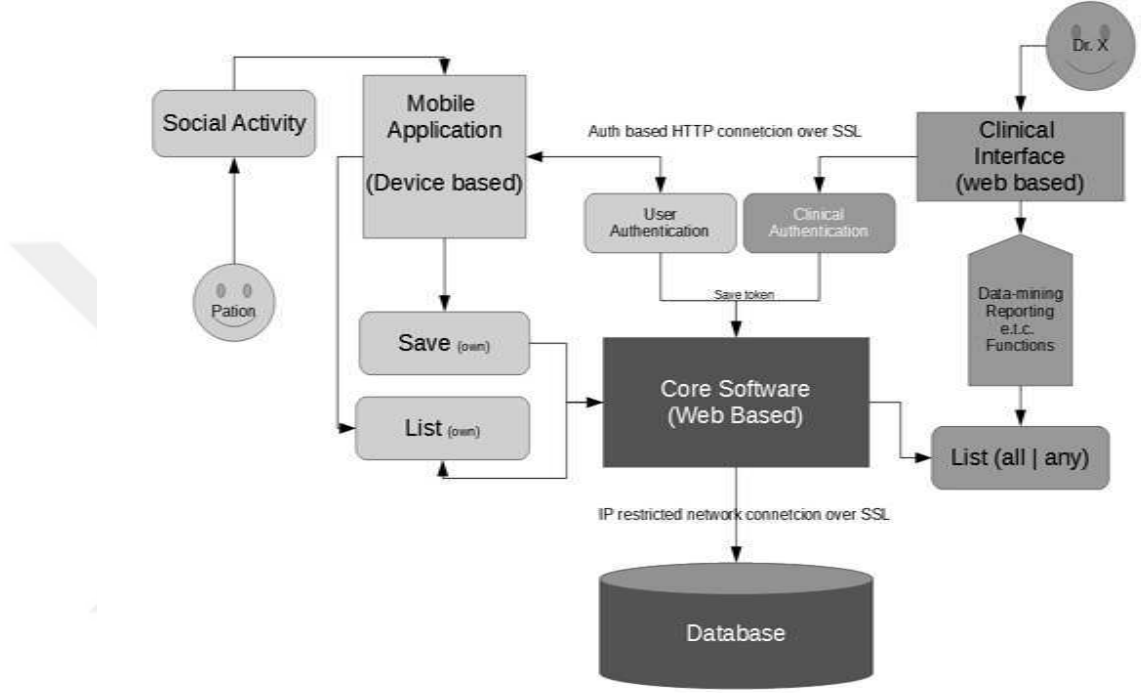 Dr. X
Social Activity
Mobile
Application
(Device based)
Auth based HTTP connetcion over SSL
Clinical
Interface
(web based)
User
Authentication
Clinical
Authentication
Pation
Save token
Data-mining
Reporting
e.t.c.
Functions
Save (own)
Core Software
(Web Based)
List (own)
List (all | any)
IP restricted network connetcion over SSL
Database